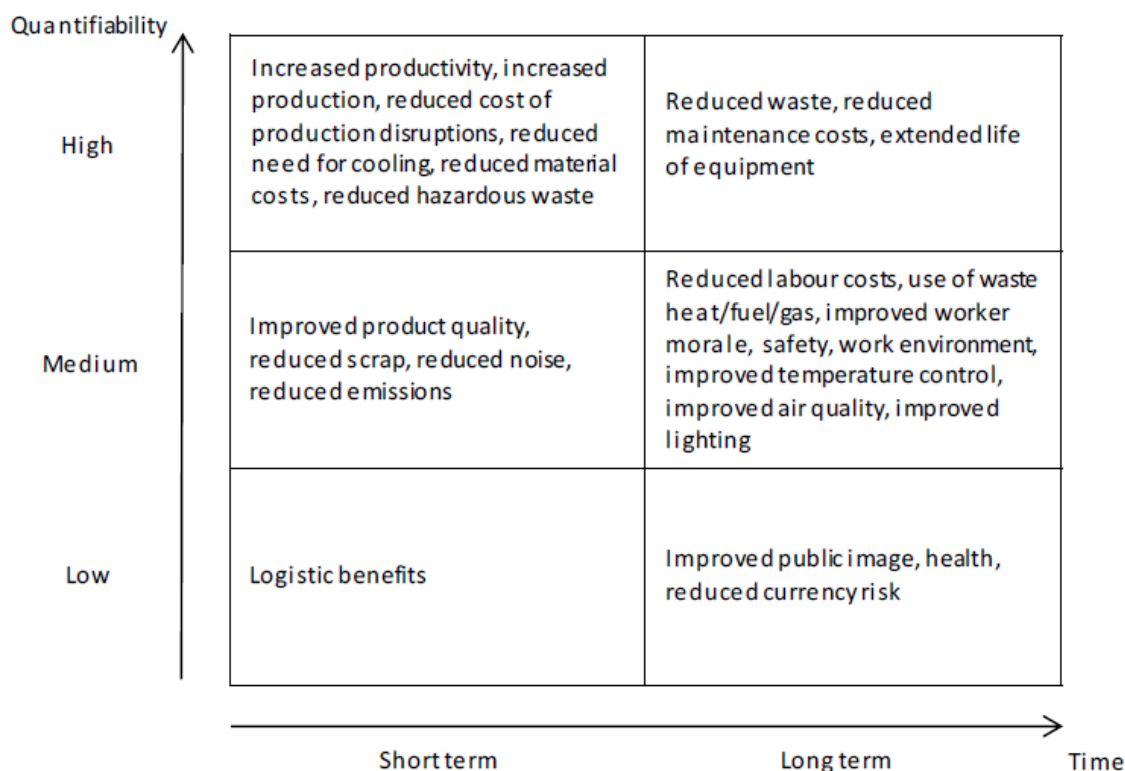 Quantifiability
Increased productivity, increased
production, reduced cost of
production disruptions, reduced
need for cooling, reduced material
costs, reduced hazardous waste
Reduced waste, reduced
maintenance costs, extended life
of equipment
High
Improved product quality,
reduced scrap, reduced noise,
reduced emissions
Reduced labour costs, use of waste
heat/fuel/gas, improved worker
morale, safety, work environment,
improved temperature control,
improved air quality, improved
lighting
Medium
Logistic benefits
Improved public image, health,
reduced currency risk
Low
Short term
Long term
Time